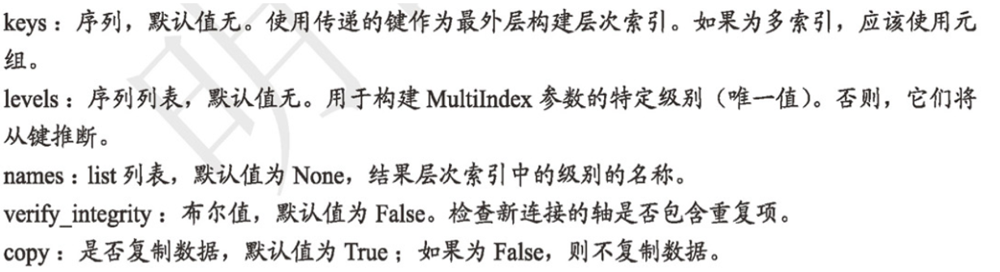 keys：序列，默认值无。使用传递的键作为最外层构建层次索引。如果为多索引，应该使用元
组。
levels：序列列表，默认值无。用于构建 MultiIndex 参数的特定级别（唯一值）。否则，它们将
从键推断。
names：list 列表，默认值为 None，结果层次索引中的级别的名称。
verify_integrity：布尔值，默认值为 False。检查新连接的轴是否包含重复项。
copy：是否复制数据，默认值为 True；如果为 False，则不复制数据。